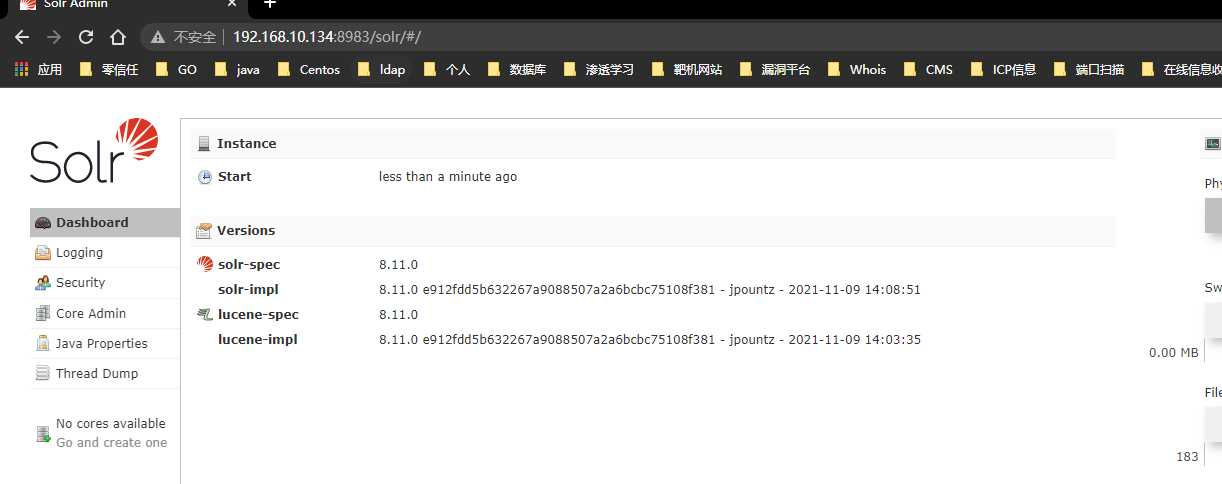 Solr Admin
不安全 192.168.10.134:8983/solr/#/
应用 零信任 GO java Centos ldap 个人 数据库 渗透学习 靶机网站 漏洞平台 Whois CMS ICP信息 端口扫描 在线信息收
Solr
Instance
Start less than a minute ago
Versions
solr-spec 8.11.0
solr-impl 8.11.0 e912fdd5b632267a9088507a2a6bcbc75108f381 - jpountz - 2021-11-09 14:08:51
lucene-spec 8.11.0
lucene-impl 8.11.0 e912fdd5b632267a9088507a2a6bcbc75108f381 - jpountz - 2021-11-09 14:03:35
Dashboard
Logging
Security
Core Admin
Java Properties
Thread Dump
No cores available
Go and create one
Phy
Sw
0.00 MB
File
183